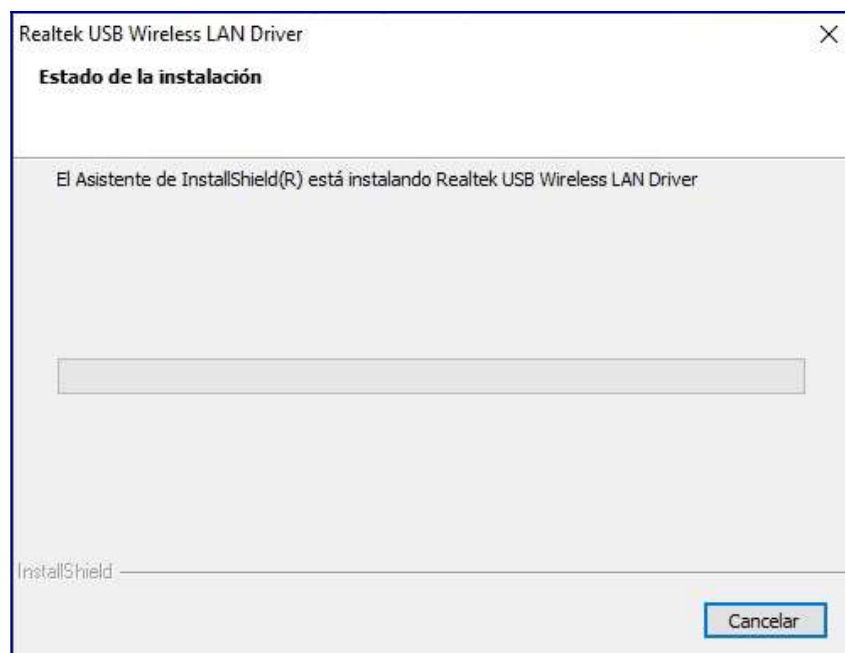 Realtek USB Wireless LAN Driver
Estado de la instalación
El Asistente de InstallShield(R) está instalando Realtek USB Wireless LAN Driver
InstallShield
Cancelar